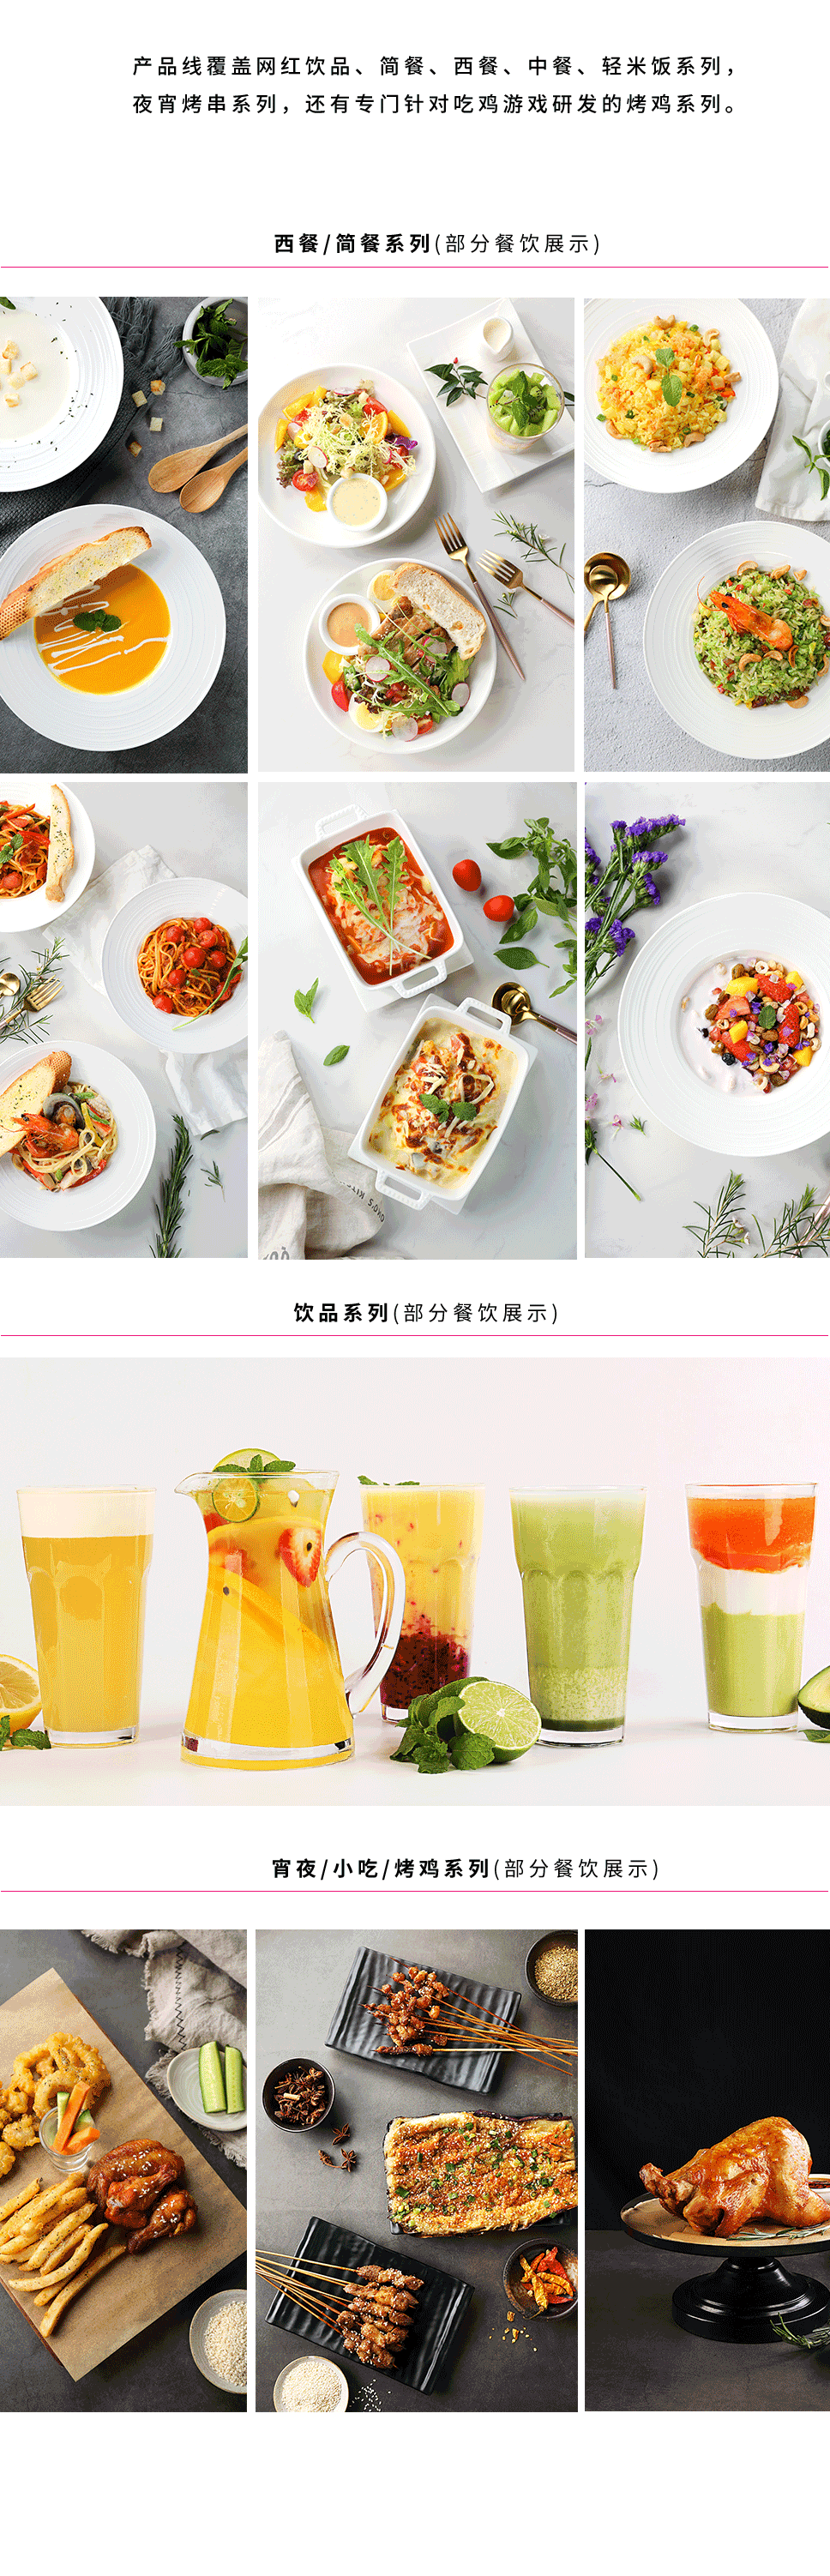 产品线覆盖网红饮品、简餐、西餐、中餐、轻米饭系列，
夜宵烤串系列，还有专门针对吃鸡游戏研发的烤鸡系列。
西餐/简餐系列(部分餐饮展示)
饮品系列(部分餐饮展示)
宵夜/小吃/烤鸡系列(部分餐饮展示)